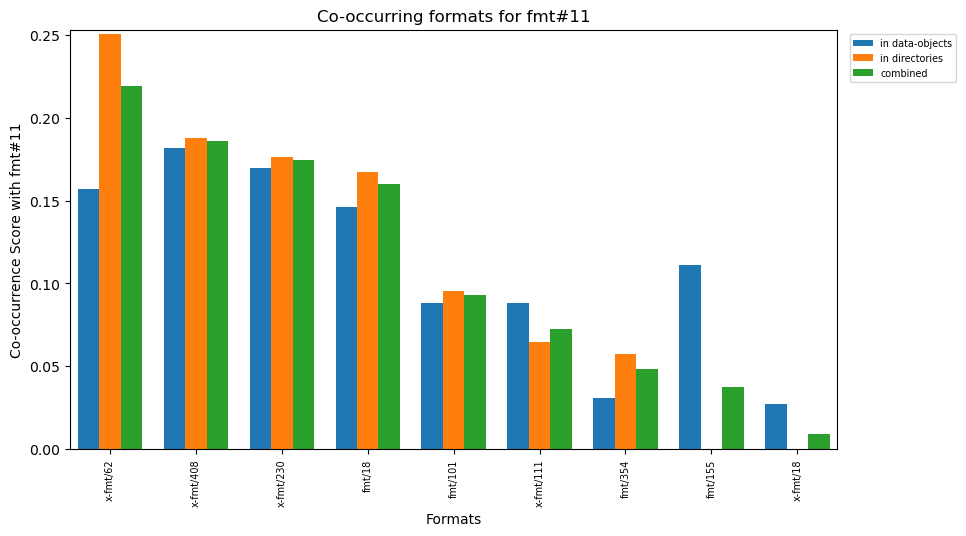 Co-occurring formats for fmt#11
in data-objects
in directories
combined
Co-occurrence Score with fmt#11
0.25
0.20
0.15
0.10
0.05
0.00
x-fmt/62
x-fmt/408
x-fmt/230
fmt/18
fmt/101
x-fmt/111
fmt/354
fmt/155
x-fmt/18
Formats